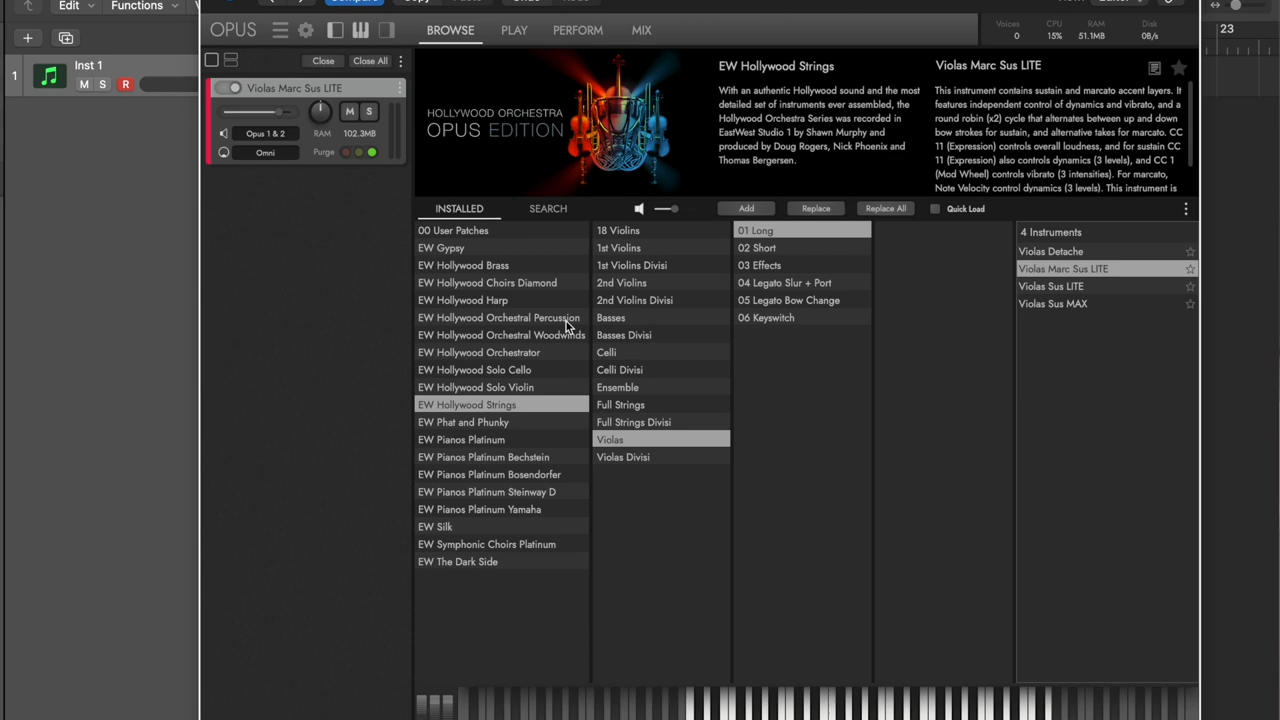 Edit
Functions
Compare
Copy
Editor
23
OPUS
BROWSE
PLAY
PERFORM
MIX
Voices
0
CPU
15%
RAM
51.1MB
Disk
0B/s
1
Inst 1
M
S
R
Close
Close All
Violas Marc Sus LITE
M
S
Opus 1 & 2
RAM
102.3MB
Omni
Purge
HOLLYWOOD ORCHESTRA
OPUS EDITION
EW Hollywood Strings
With an authentic Hollywood sound and the most
detailed set of instruments ever assembled, the
Hollywood Orchestra Series was recorded in
EastWest Studio 1 by Shawn Murphy and
produced by Doug Rogers, Nick Phoenix and
Thomas Bergersen.
Violas Marc Sus LITE
This instrument contains sustain and marcato accent layers. It
features independent control of dynamics and vibrato, and a
round robin (x2) cycle that alternates between up and down
bow strokes for sustain, and alternative takes for marcato. CC
11 (Expression) controls overall loudness, and for sustain CC
11 (Expression) also controls dynamics (3 levels), and CC 1
(Mod Wheel) controls vibrato (3 intensities). For marcato,
Note Velocity control dynamics (3 levels). This instrument is
INSTALLED
SEARCH
Add
Replace
Replace All
Quick Load
00 User Patches
EW Gypsy
EW Hollywood Brass
EW Hollywood Choirs Diamond
EW Hollywood Harp
EW Hollywood Orchestral Percussion
EW Hollywood Orchestral Woodwinds
EW Hollywood Orchestrator
EW Hollywood Solo Cello
EW Hollywood Solo Violin
EW Hollywood Strings
EW Phat and Phunky
EW Pianos Platinum
EW Pianos Platinum Bechstein
EW Pianos Platinum Bosendorfer
EW Pianos Platinum Steinway D
EW Pianos Platinum Yamaha
EW Silk
EW Symphonic Choirs Platinum
EW The Dark Side
18 Violins
1st Violins
1st Violins Divisi
2nd Violins
2nd Violins Divisi
Basses
Basses Divisi
Celli
Celli Divisi
Ensemble
Full Strings
Full Strings Divisi
Violas
Violas Divisi
01 Long
02 Short
03 Effects
04 Legato Slur + Port
05 Legato Bow Change
06 Keyswitch
4 Instruments
Violas Detache
Violas Marc Sus LITE
Violas Sus LITE
Violas Sus MAX